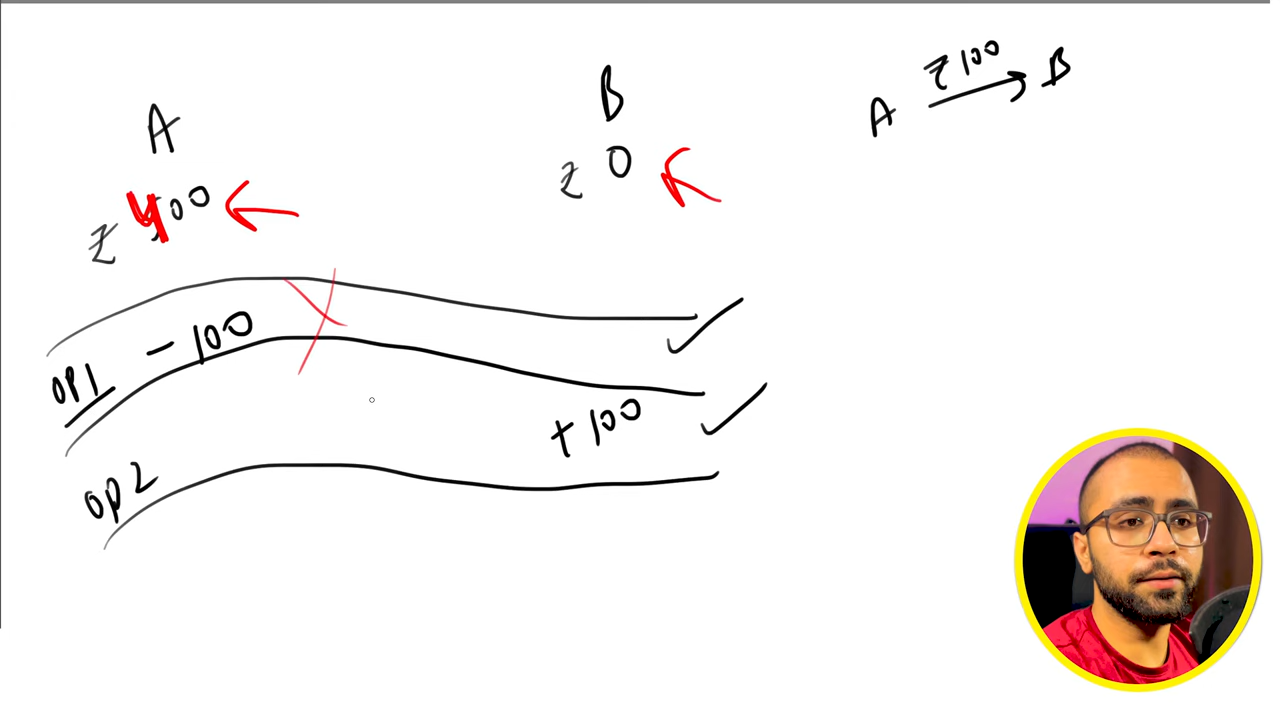 A
B
A ₹100 → B
₹ 400 ←
₹ 0 ←
OP1 - 100
OP2 + 100